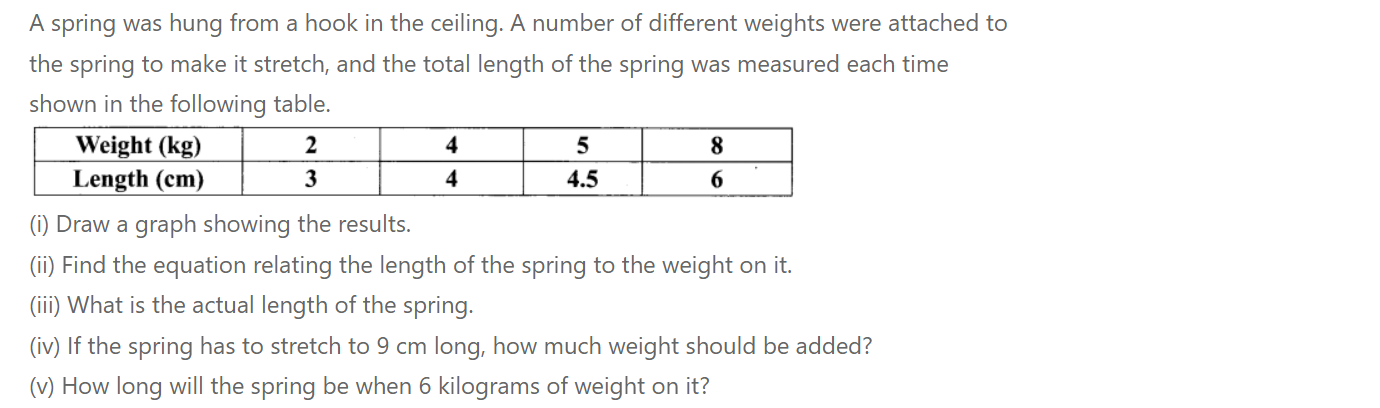 A spring was hung from a hook in the ceiling. A number of different weights were attached to
the spring to make it stretch, and the total length of the spring was measured each time
shown in the following table.
Weight (kg) 2 4 5 8
Length (cm) 3 4 4.5 6
(i) Draw a graph showing the results.
(ii) Find the equation relating the length of the spring to the weight on it.
(iii) What is the actual length of the spring.
(iv) If the spring has to stretch to 9 cm long, how much weight should be added?
(v) How long will the spring be when 6 kilograms of weight on it?